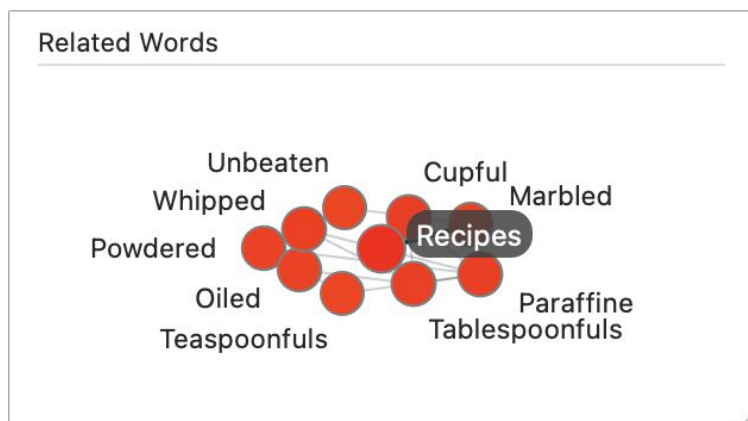 Related Words
Unbeaten
Cupful
Whipped
Marbled
Recipes
Powdered
Oiled
Paraffine
Teaspoonfuls
Tablespoonfuls